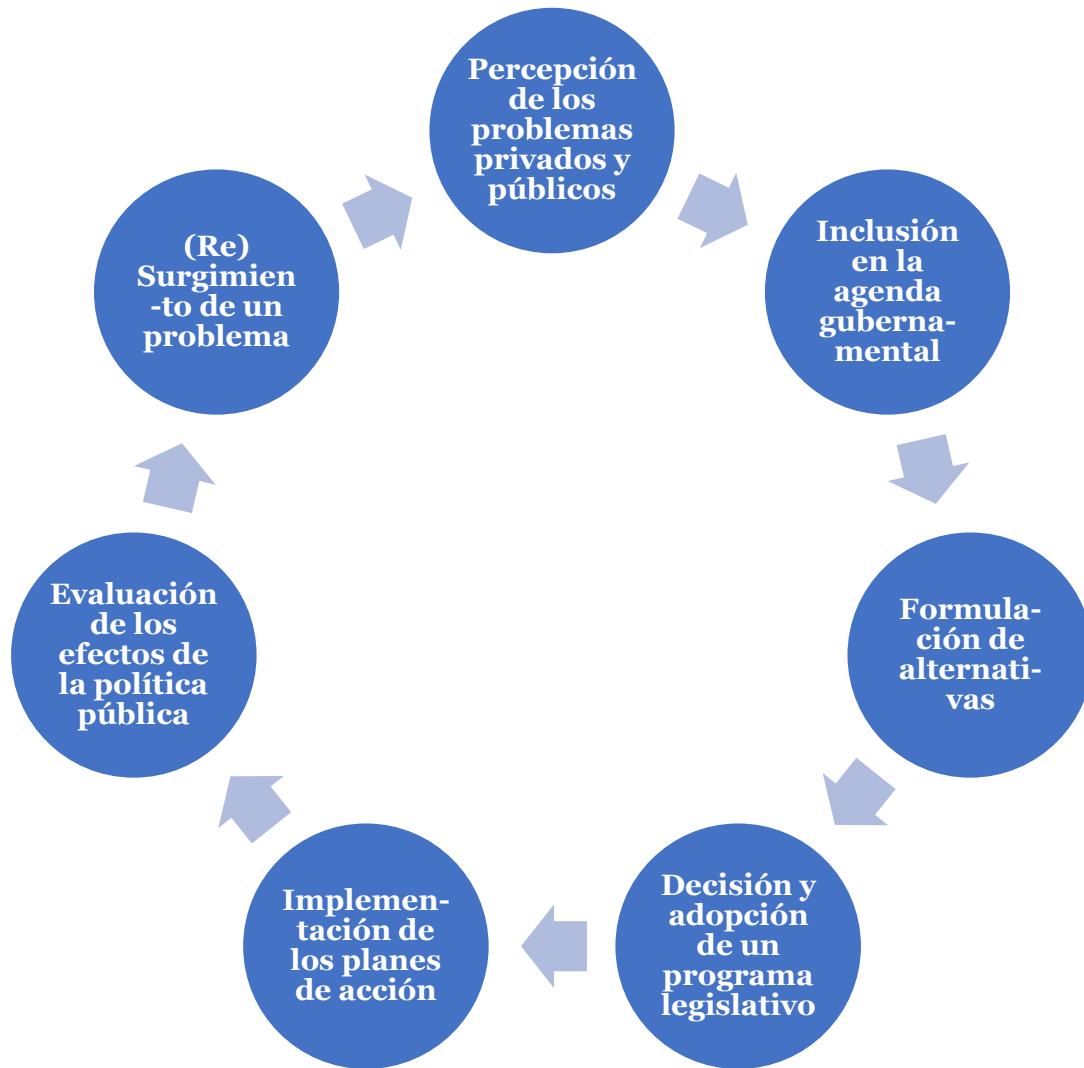 Percepción
de los
problemas
privados y
públicos
Inclusión
en la
agenda
guberna-
mental
Formula-
ción de
alternati-
vas
Decisión y
adopción
de un
programa
legislativo
Implemen-
tación de
los planes
de acción
Evaluación
de los
efectos de
la política
pública
(Re)
Surgimien
-to de un
problema